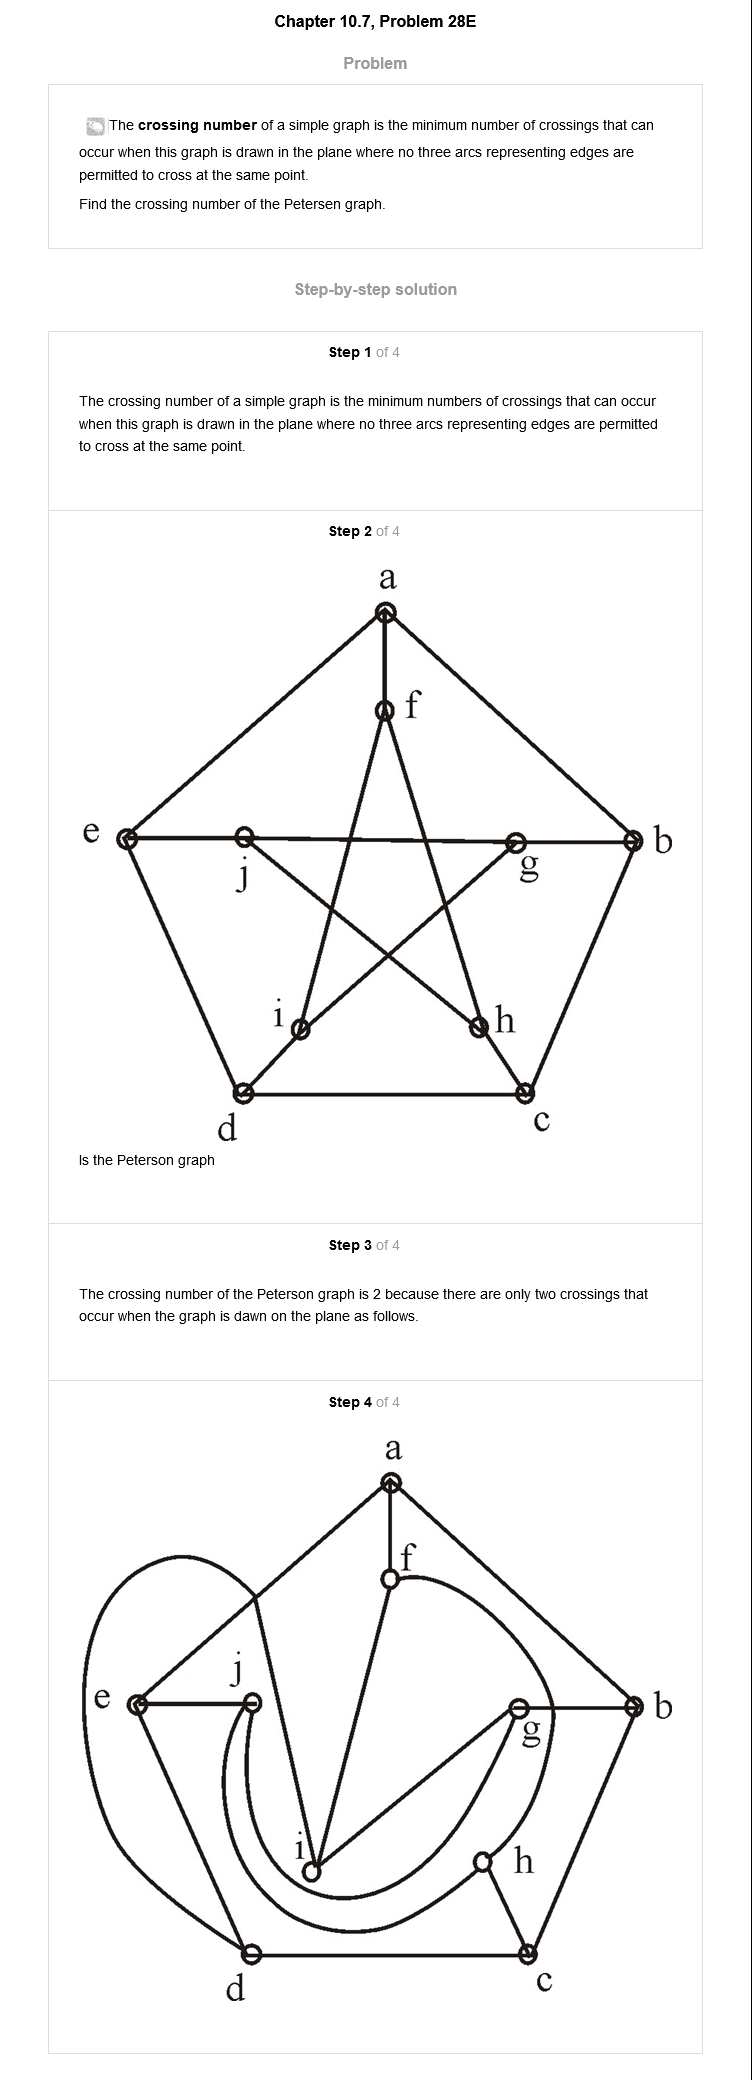 Chapter 10.7, Problem 28E
Problem
The crossing number of a simple graph is the minimum number of crossings that can
occur when this graph is drawn in the plane where no three arcs representing edges are
permitted to cross at the same point.
Find the crossing number of the Petersen graph.
Step-by-step solution
Step 1 of 4
The crossing number of a simple graph is the minimum numbers of crossings that can occur
when this graph is drawn in the plane where no three arcs representing edges are permitted
to cross at the same point.
Step 2 of 4
a
f
e
b
j
g
i
h
d
c
Is the Peterson graph
Step 3 of 4
The crossing number of the Peterson graph is 2 because there are only two crossings that
occur when the graph is dawn on the plane as follows.
Step 4 of 4
a
f
j
e
b
g
i
h
d
c